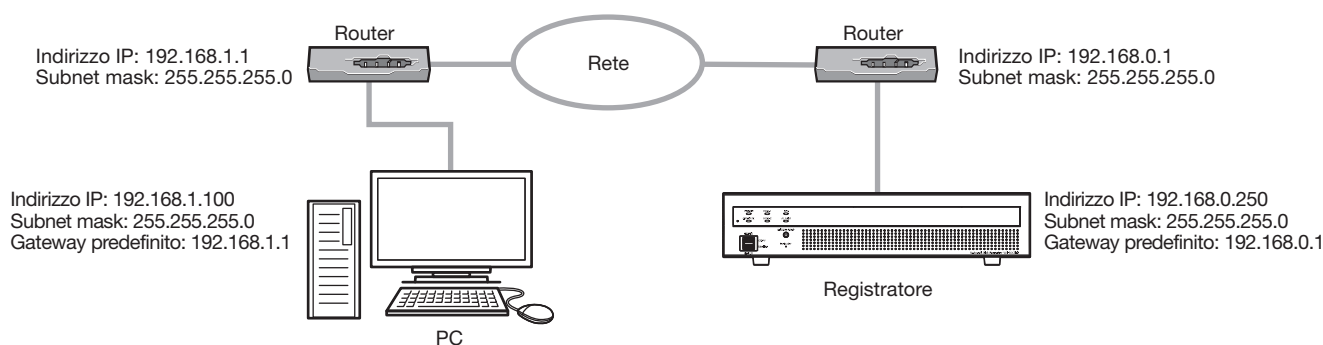 Router
Indirizzo IP: 192.168.1.1
Subnet mask: 255.255.255.0
Rete
Router
Indirizzo IP: 192.168.0.1
Subnet mask: 255.255.255.0
Indirizzo IP: 192.168.1.100
Subnet mask: 255.255.255.0
Gateway predefinito: 192.168.1.1
PC
Indirizzo IP: 192.168.0.250
Subnet mask: 255.255.255.0
Gateway predefinito: 192.168.0.1
Registratore